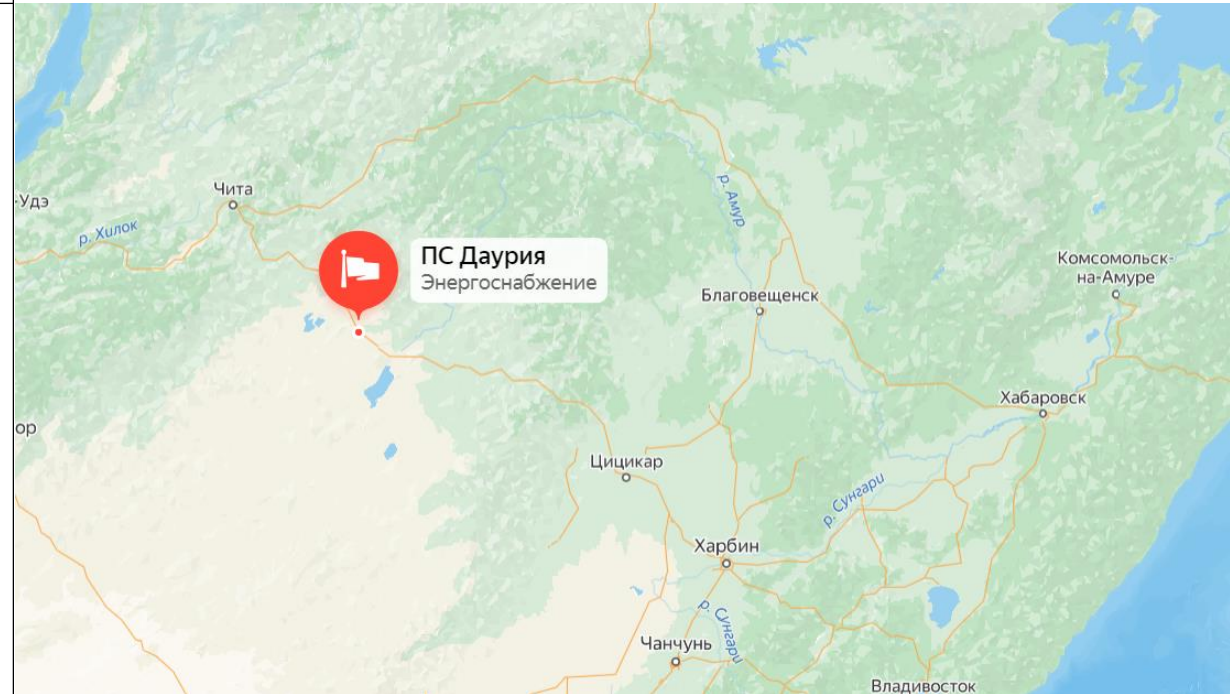 Чита
-Удэ
р. Хилок
ПС Даурия
Энергоснабжение
р. Амур
Комсомольск-
на-Амуре
Благовещенск
Хабаровск
ор
Цицикар
р. Сунгари
Харбин
р. Сунгари
Чанчунь
Владивосток